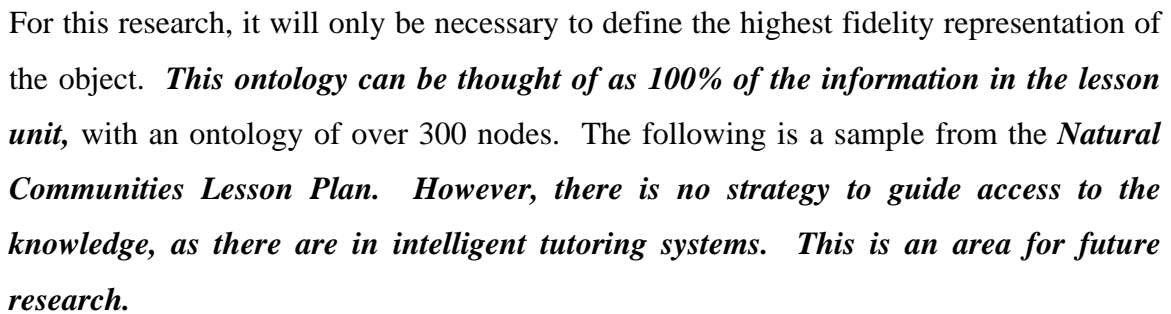 For this research, it will only be necessary to define the highest fidelity representation of
the object. This ontology can be thought of as 100% of the information in the lesson
unit, with an ontology of over 300 nodes. The following is a sample from the Natural
Communities Lesson Plan. However, there is no strategy to guide access to the
knowledge, as there are in intelligent tutoring systems. This is an area for future
research.